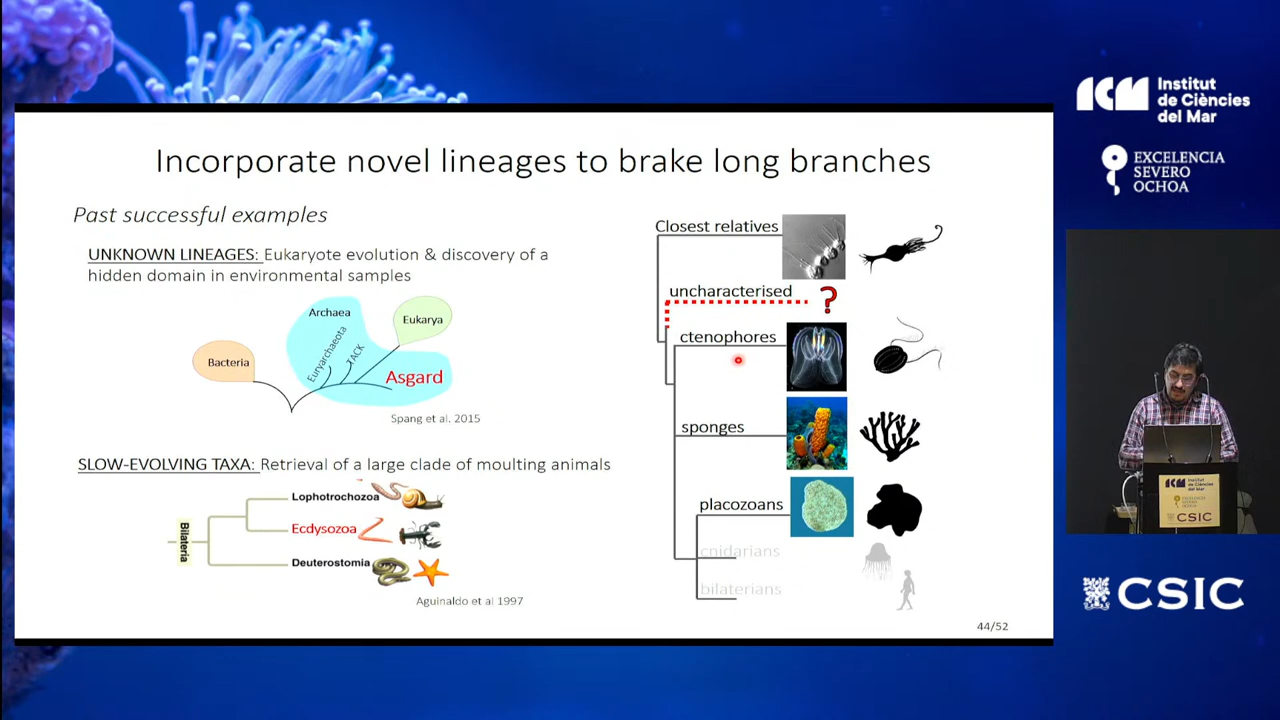 Incorporate novel lineages to brake long branches
Past successful examples
UNKNOWN LINEAGES: Eukaryote evolution & discovery of a
hidden domain in environmental samples
Archaea
Eukarya
Bacteria
Euryarchaeota
TACK
Asgard
Spang et al. 2015
SLOW-EVOLVING TAXA: Retrieval of a large clade of moulting animals
Bilateria
Lophotrochozoa
Ecdysozoa
Deuterostomia
Aguinaldo et al 1997
Closest relatives
uncharacterised
?
ctenophores
sponges
placozoans
cnidarians
bilaterians
44/52
ICM
Institut
de Ciències
del Mar
EXCELENCIA
SEVERO
OCHOA
ICM
CSIC
CSIC